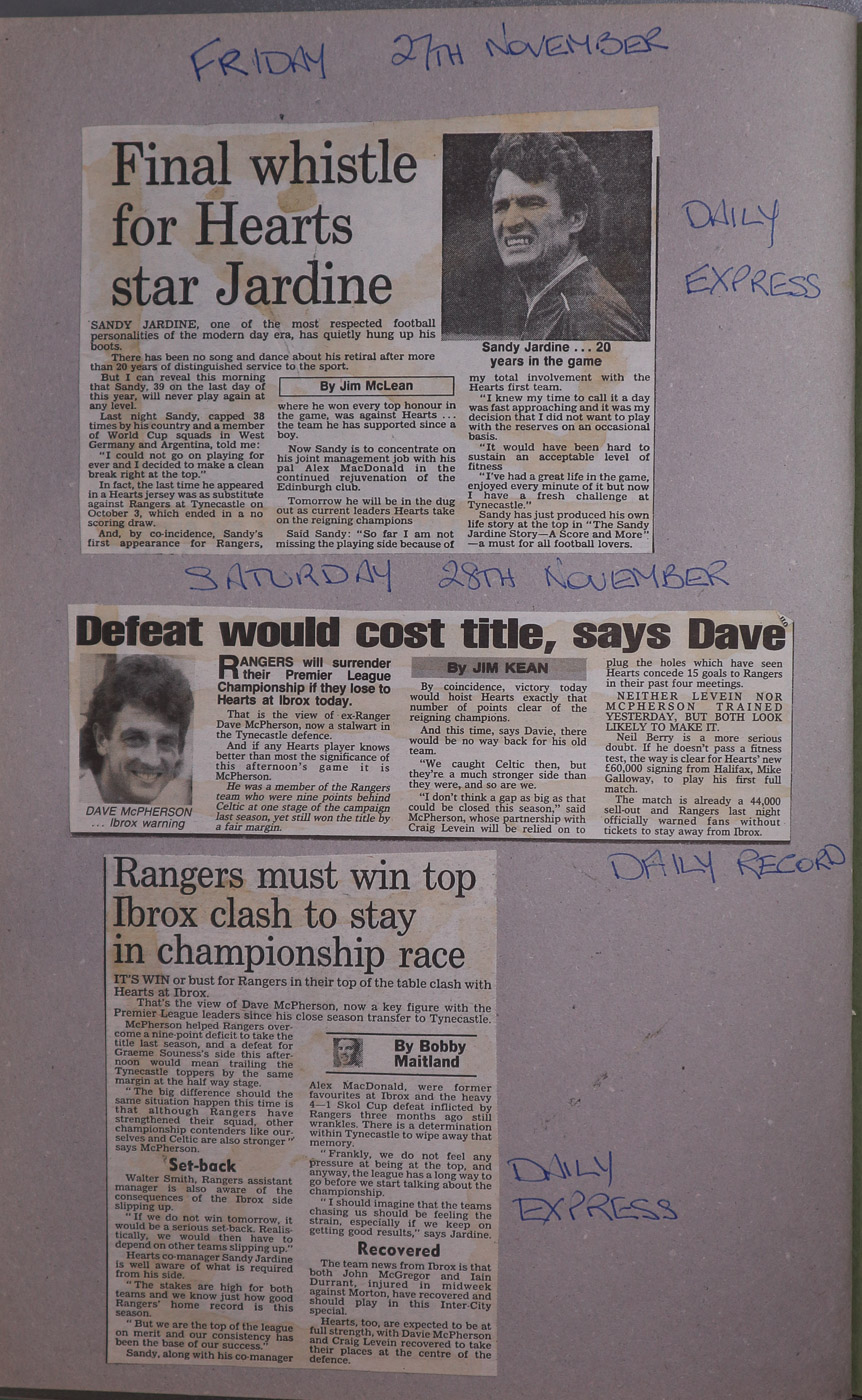 FRIDAY 27TH NOVEMBER
Final whistle
for Hearts
star Jardine
DAILY
EXPRESS
SANDY JARDINE, one of the most respected football
personalities of the modern day era, has quietly hung up his
boots.
There has been no song and dance about his retiral after more
than 20 years of distinguished service to the sport.
But I can reveal this morning
that Sandy, 39 on the last day of
this year, will never play again at
any level.
Last night Sandy, capped 38
times by his country and a member
of World Cup squads in West
Germany and Argentina, told me:
"I could not go on playing for
ever and I decided to make a clean
break right at the top."
In fact, the last time he appeared
in a Hearts jersey was as substitute
against Rangers at Tynecastle on
October 3, which ended in a no
scoring draw.
And, by co-incidence, Sandy's
first appearance for Rangers,
By Jim McLean
where he won every top honour in
the game, was against Hearts ...
the team he has supported since a
boy.
Now Sandy is to concentrate on
his joint management job with his
pal Alex MacDonald in the
continued rejuvenation of the
Edinburgh club.
Tomorrow he will be in the dug
out as current leaders Hearts take
on the reigning champions
Said Sandy: "So far I am not
missing the playing side because of
Sandy Jardine ... 20
years in the game
my total involvement with the
Hearts first team.
"I knew my time to call it a day
was fast approaching and it was my
decision that I did not want to play
with the reserves on an occasional
basis.
"It would have been hard to
sustain an acceptable level of
fitness
"I've had a great life in the game,
enjoyed every minute of it but now
I have a fresh challenge at
Tynecastle."
Sandy has just produced his own
life story at the top in "The Sandy
Jardine Story—A Score and More"
—a must for all football lovers.
SATURDAY 28TH NOVEMBER
Defeat would cost title, says Dave
DAVE McPHERSON
... Ibrox warning
RANGERS will surrender
their Premier League
Championship if they lose to
Hearts at Ibrox today.
That is the view of ex-Ranger
Dave McPherson, now a stalwart in
the Tynecastle defence.
And if any Hearts player knows
better than most the significance of
this afternoon's game it is
McPherson.
He was a member of the Rangers
team who were nine points behind
Celtic at one stage of the campaign
last season, yet still won the title by
a fair margin.
By JIM KEAN
By coincidence, victory today
would hoist Hearts exactly that
number of points clear of the
reigning champions.
And this time, says Davie, there
would be no way back for his old
team.
"We caught Celtic then, but
they're a much stronger side than
they were, and so are we.
"I don't think a gap as big as that
could be closed this season," said
McPherson, whose partnership with
Craig Levein will be relied on to
plug the holes which have seen
Hearts concede 15 goals to Rangers
in their past four meetings.
NEITHER LEVEIN NOR
MCPHERSON TRAINED
YESTERDAY, BUT BOTH LOOK
LIKELY TO MAKE IT.
Neil Berry is a more serious
doubt. If he doesn't pass a fitness
test, the way is clear for Hearts' new
£60,000 signing from Halifax, Mike
Galloway, to play his first full
match.
The match is already a 44,000
sell-out and Rangers last night
officially warned fans without
tickets to stay away from Ibrox.
DAILY RECORD
Rangers must win top
Ibrox clash to stay
in championship race
IT'S WIN or bust for Rangers in their top of the table clash with
Hearts at Ibrox.
That's the view of Dave McPherson, now a key figure with the
Premier League leaders since his close season transfer to Tynecastle.
McPherson helped Rangers over-
come a nine-point deficit to take the
title last season, and a defeat for
Graeme Souness's side this after-
noon would mean trailing the
Tynecastle toppers by the same
margin at the half way stage.
"The big difference should the
same situation happen this time is
that although Rangers have
strengthened their squad, other
championship contenders like our-
selves and Celtic are also stronger"
says McPherson.
Set-back
Walter Smith, Rangers assistant
manager is also aware of the
consequences of the Ibrox side
slipping up.
"If we do not win tomorrow, it
would be a serious set-back. Realis-
tically, we would then have to
depend on other teams slipping up."
Hearts co-manager Sandy Jardine
is well aware of what is required
from his side.
"The stakes are high for both
teams and we know just how good
Rangers' home record is this
season.
"But we are the top of the league
on merit and our consistency has
been the base of our success."
Sandy, along with his co-manager
By Bobby
Maitland
Alex MacDonald, were former
favourites at Ibrox and the heavy
4—1 Skol Cup defeat inflicted by
Rangers three months ago still
wrankles. There is a determination
within Tynecastle to wipe away that
memory.
"Frankly, we do not feel any
pressure at being at the top, and
anyway, the league has a long way to
go before we start talking about the
championship.
"I should imagine that the teams
chasing us should be feeling the
strain, especially if we keep on
getting good results," says Jardine.
Recovered
The team news from Ibrox is that
both John McGregor and Iain
Durrant, injured in midweek
against Morton, have recovered and
should play in this Inter-City
special.
Hearts, too, are expected to be at
full strength, with Davie McPherson
and Craig Levein recovered to take
their places at the centre of the
defence.
DAILY
EXPRESS